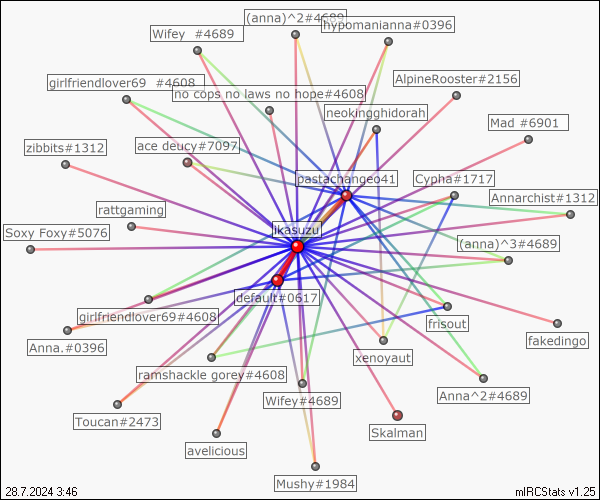 (anna)^2#4689
Wifey  #4689
hypomanianna#0396
girlfriendlover69  #4608
AlpineRooster#2156
no cops no laws no hope#4608
neokingghidorah
Mad #6901
ace deucy#7097
zibbits#1312
pastachangeo41
Cypha#1717
Annarchist#1312
rattgaming
Soxy Foxy#5076
likasuzu
(anna)^3#4689
default#0617
girlfriendlover69#4608
frisout
fakedingo
Anna.#0396
xenoyaut
ramshackle gorey#4608
Wifey#4689
Anna^2#4689
Toucan#2473
Skalman
avelicious
Mushy#1984
28.7.2024 3:46
mIRCStats v1.25